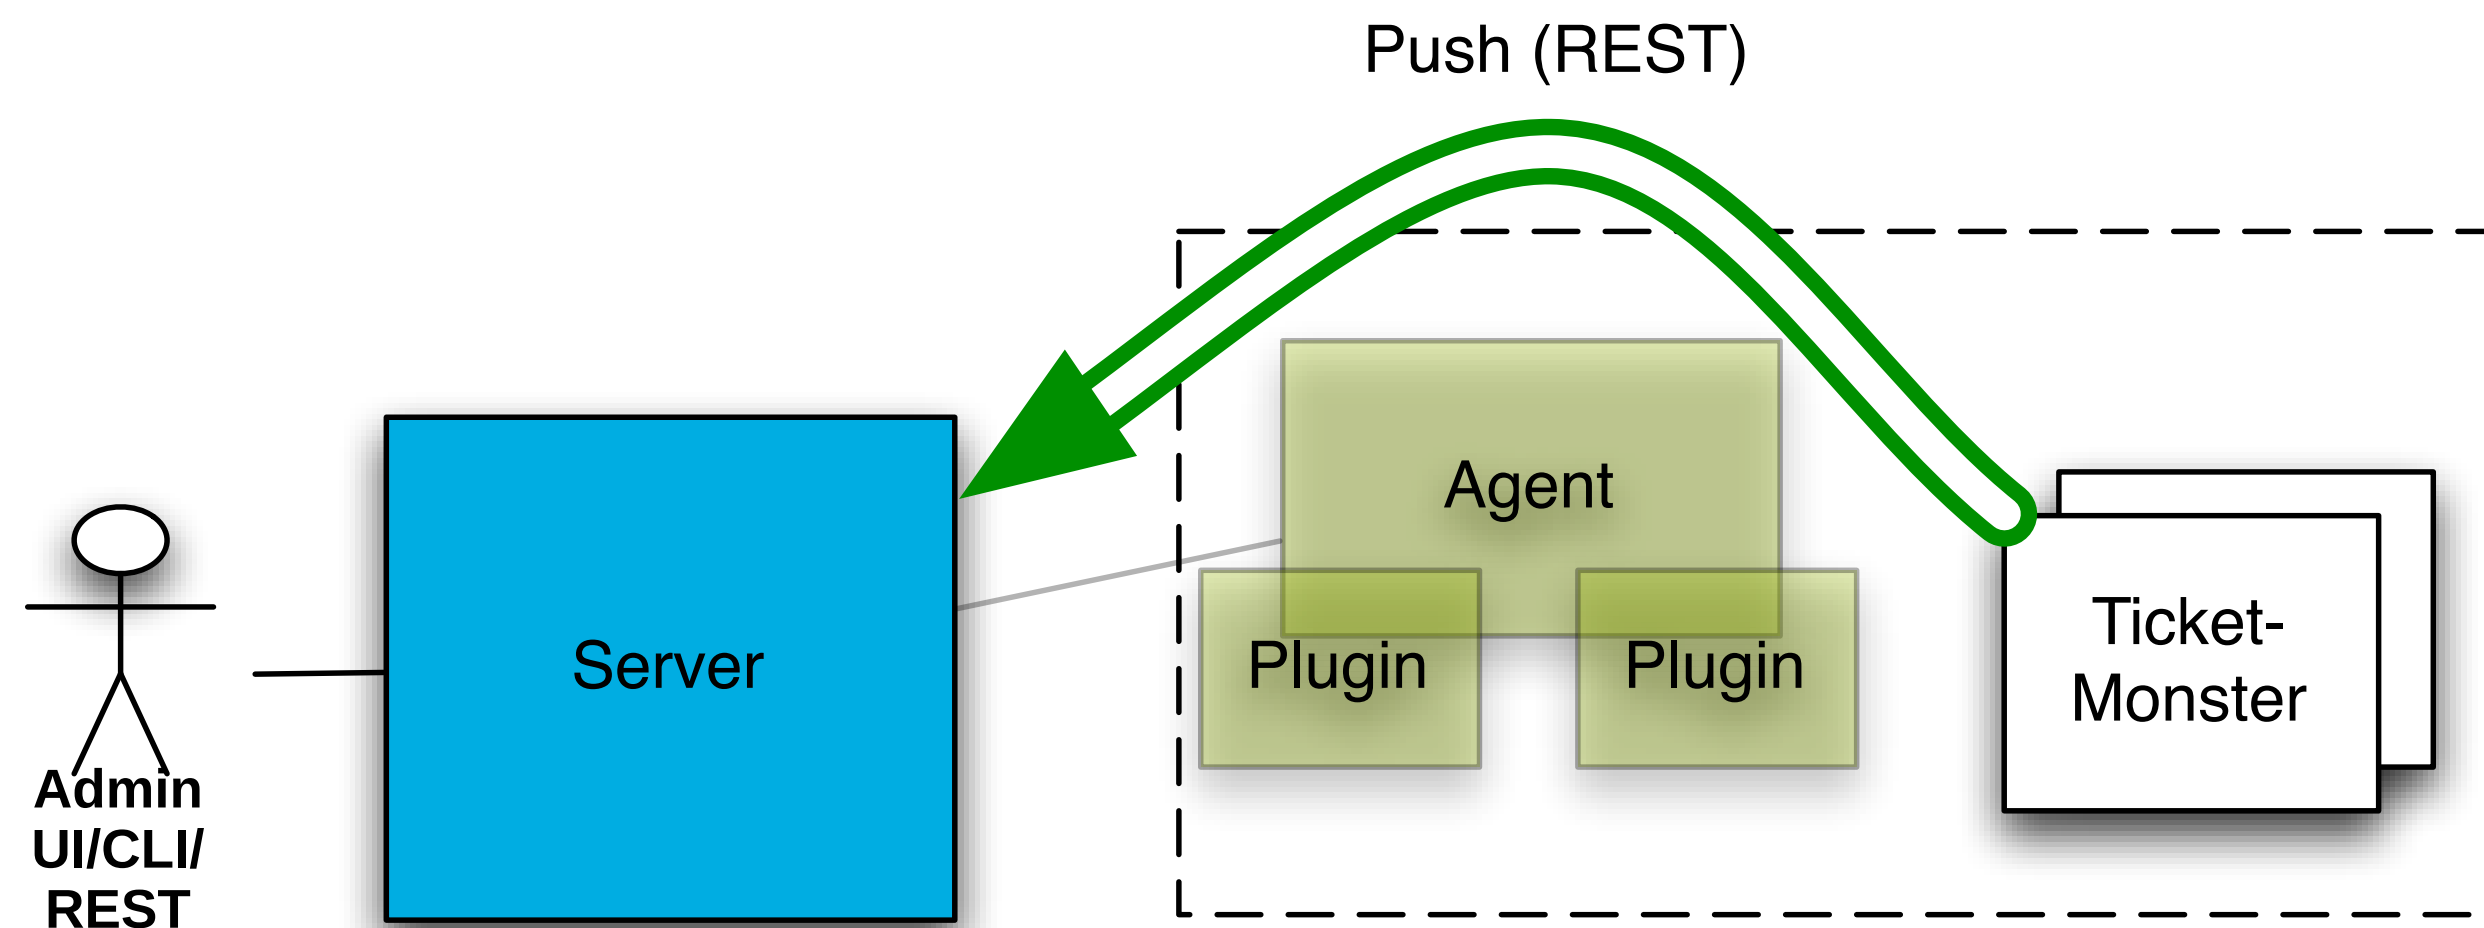 Push (REST)
Agent
Server
Plugin
Plugin
Ticket-
Monster
Admin
UI/CLI/
REST